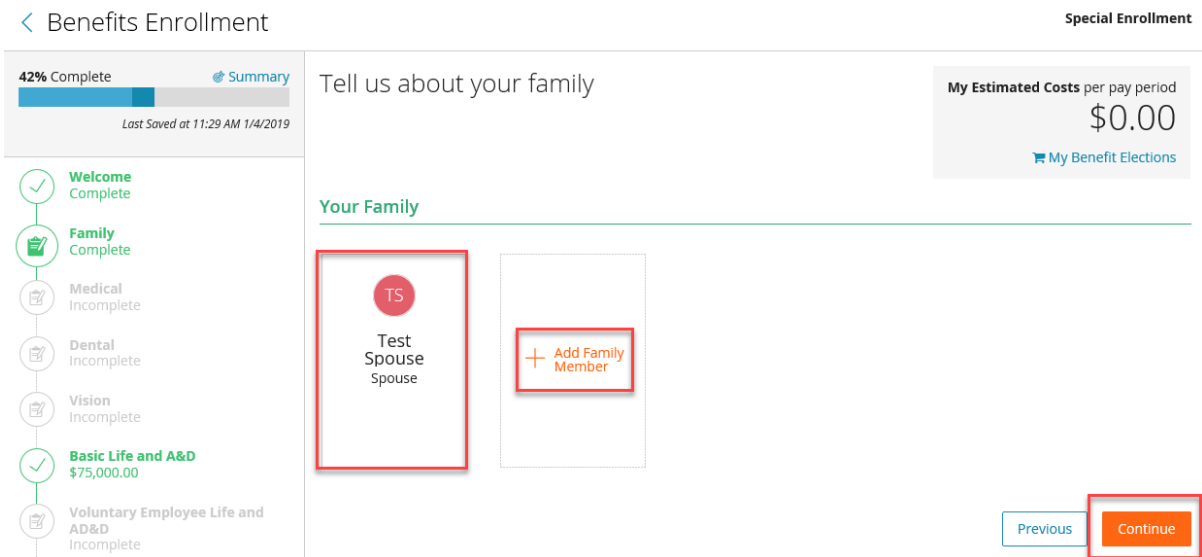 Benefits Enrollment
Special Enrollment
42% Complete
Summary
Last Saved at 11:29 AM 1/4/2019
Welcome
Complete
Family
Complete
Medical
Incomplete
Dental
Incomplete
Vision
Incomplete
Basic Life and A&D
$75,000.00
Voluntary Employee Life and
AD&D
Incomplete
Tell us about your family
My Estimated Costs per pay period
$0.00
My Benefit Elections
Your Family
TS
Test
Spouse
Spouse
Add Family
Member
Previous
Continue